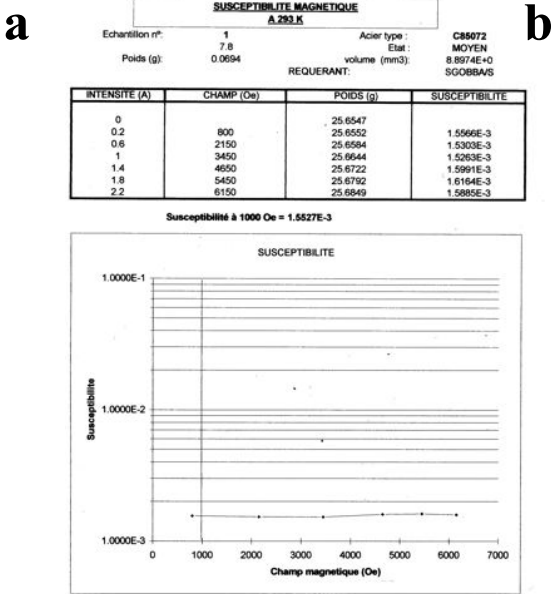 a
b
SUSCEPTIBILITE MAGNETIQUE
A 293 K
Echantillon nº: 1 Acier type : C85072
7.8 Etat : MOYEN
Poids (g): 0.0694 volume (mm3): 8.8974E+0
REQUERANT: SGOBBA/S
INTENSITE (A) CHAMP (Oe) POIDS (g) SUSCEPTIBILITE
0 25.6547
0.2 800 25.6552 1.5566E-3
0.6 2150 25.6584 1.5303E-3
1 3450 25.6644 1.5263E-3
1.4 4650 25.6722 1.5991E-3
1.8 5450 25.6792 1.6164E-3
2.2 6150 25.6849 1.5885E-3
Susceptibilité à 1000 Oe = 1.5527E-3
SUSCEPTIBILITE
1.0000E-1
1.0000E-2
1.0000E-3
Susceptibilite
0 1000 2000 3000 4000 5000 6000 7000
Champ magnetique (Oe)